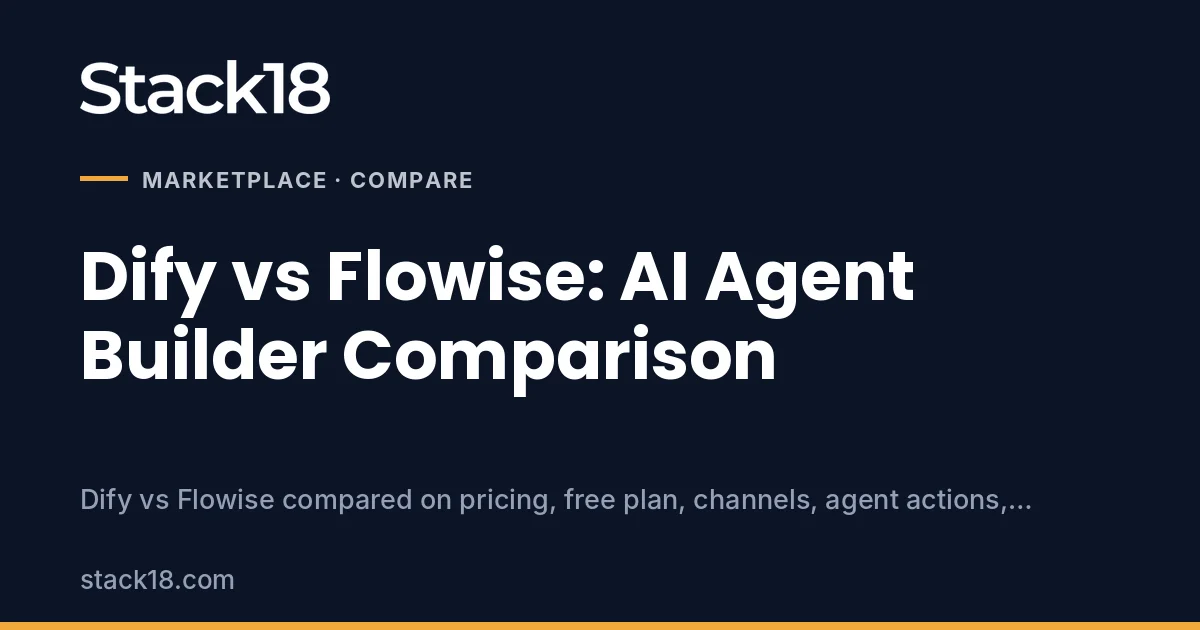 Stack18
MARKETPLACE · COMPARE
Dify vs Flowise: AI Agent
Builder Comparison
Dify vs Flowise compared on pricing, free plan, channels, agent actions,...
stack18.com